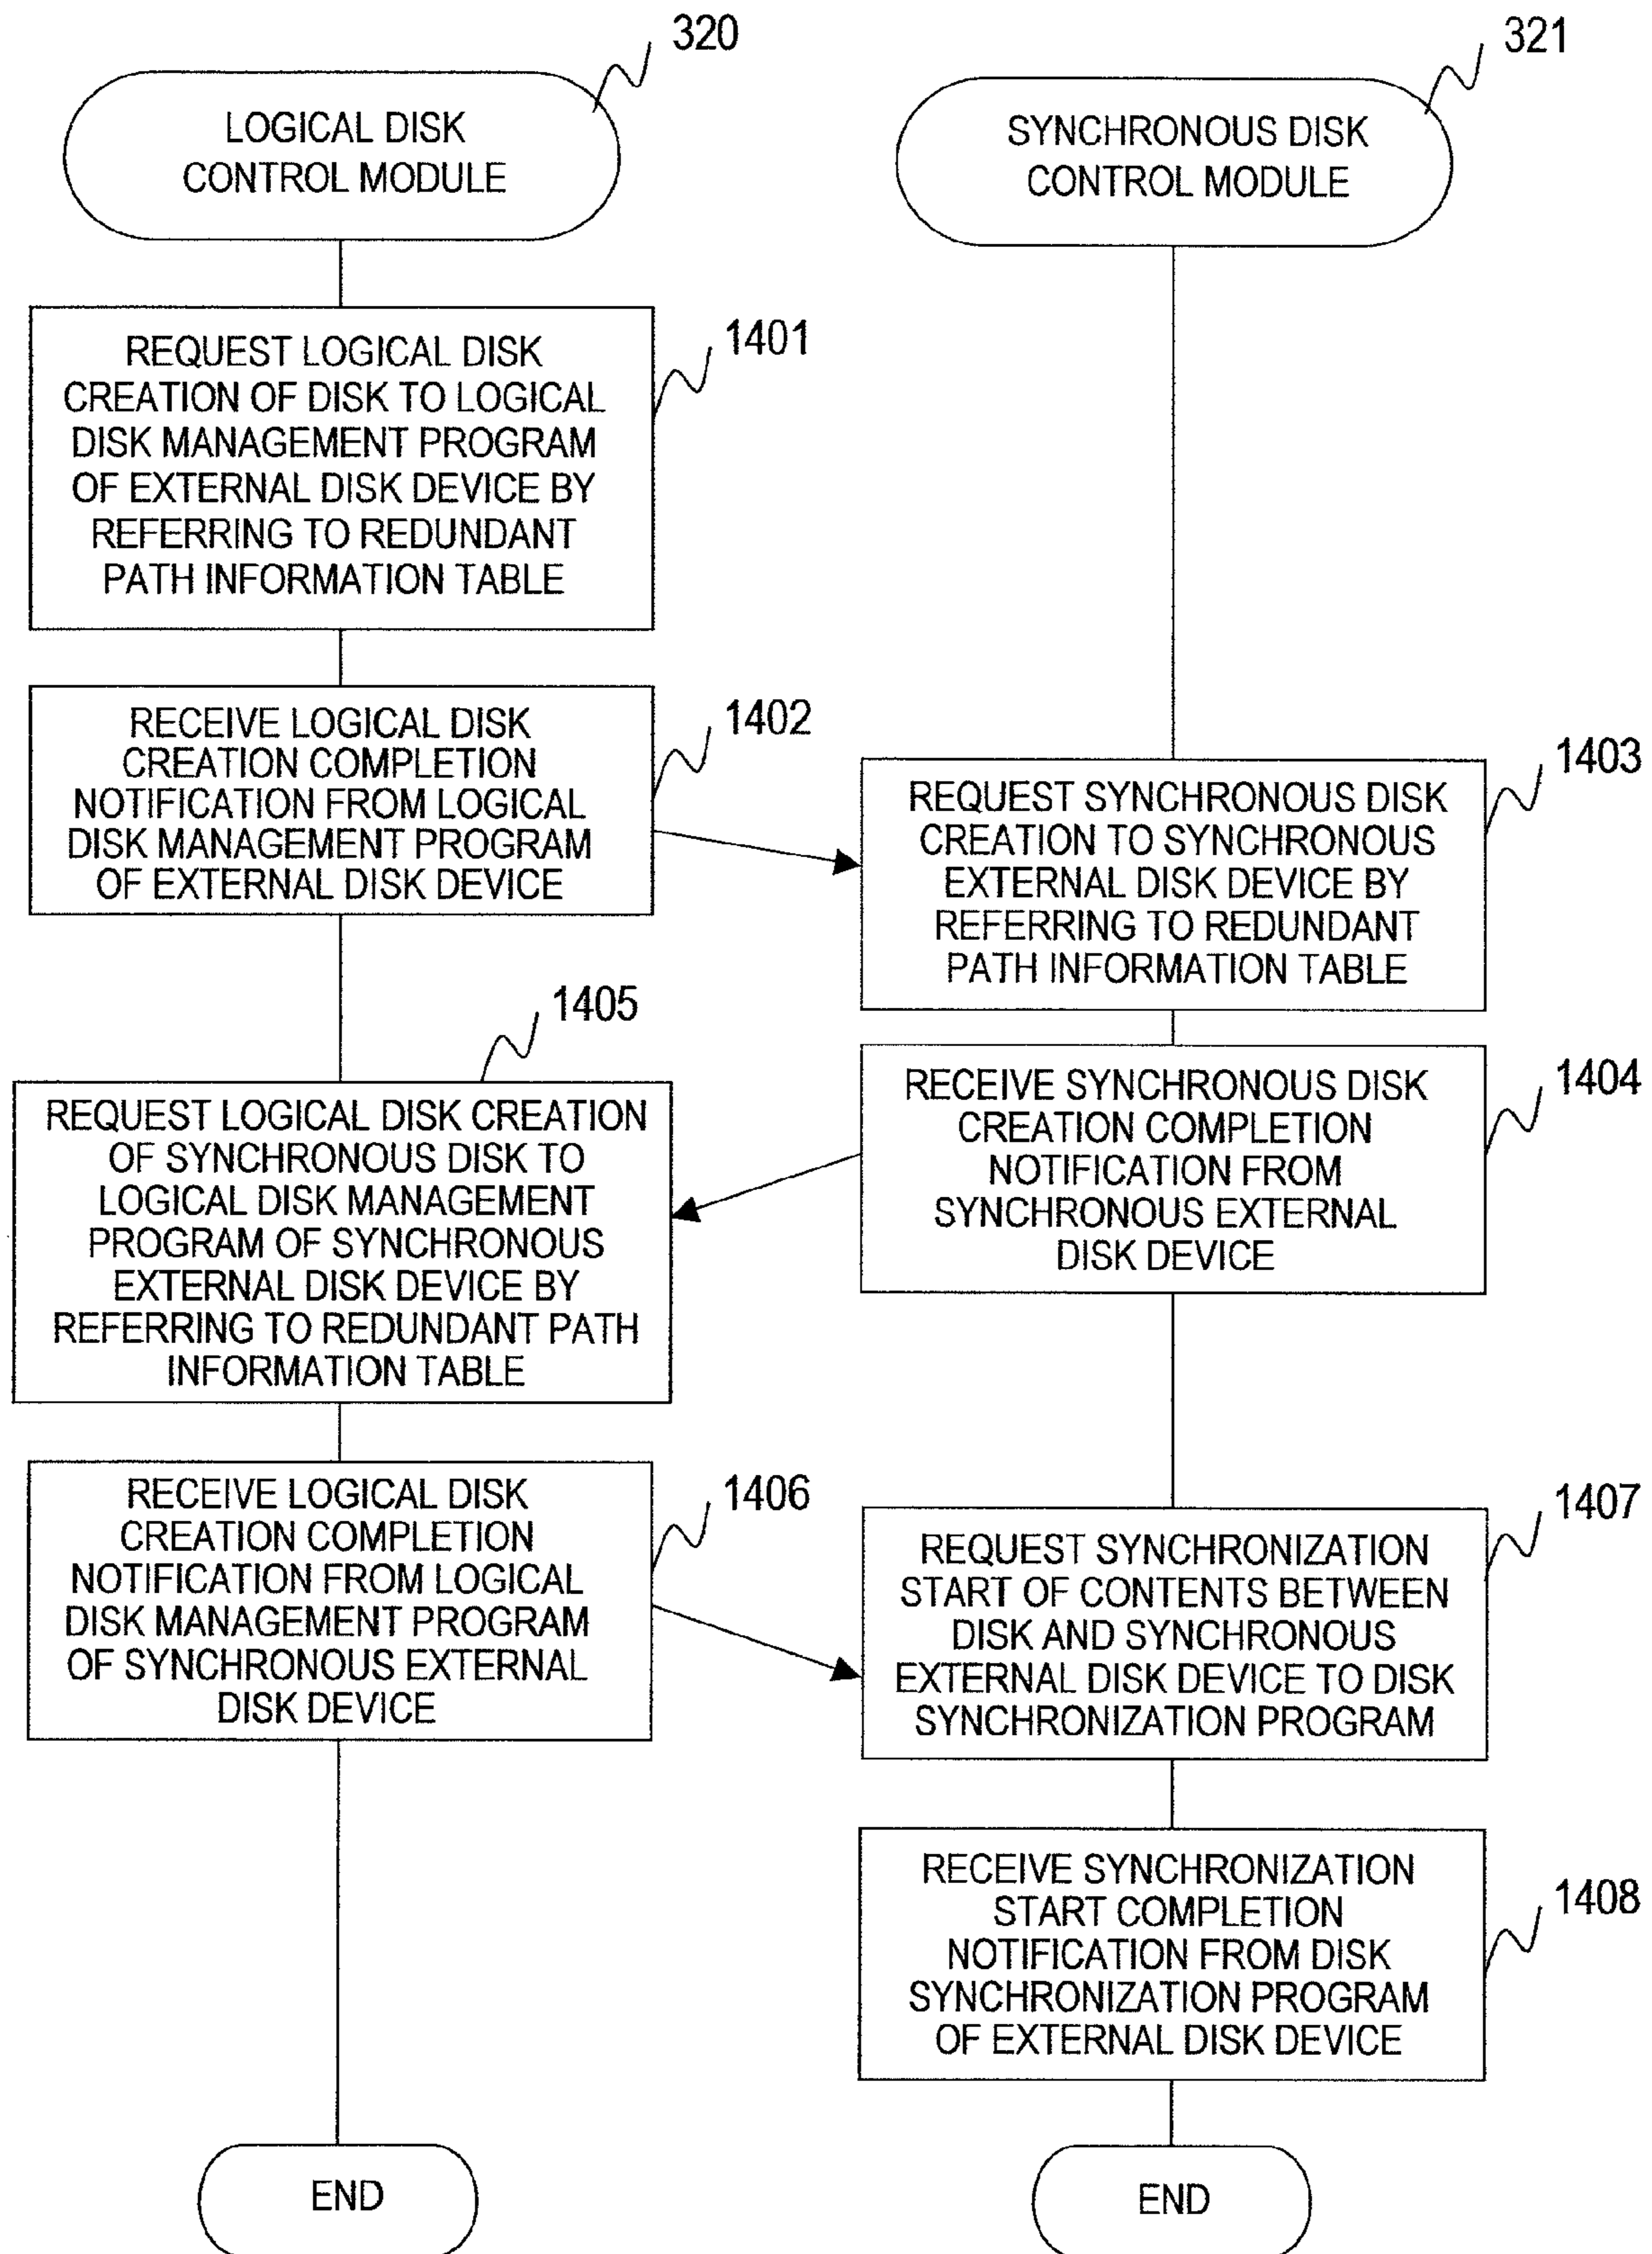 320
LOGICAL DISK
CONTROL MODULE
321
SYNCHRONOUS DISK
CONTROL MODULE
1401
REQUEST LOGICAL DISK
CREATION OF DISK TO LOGICAL
DISK MANAGEMENT PROGRAM
OF EXTERNAL DISK DEVICE BY
REFERRING TO REDUNDANT
PATH INFORMATION TABLE
1402
RECEIVE LOGICAL DISK
CREATION COMPLETION
NOTIFICATION FROM LOGICAL
DISK MANAGEMENT PROGRAM
OF EXTERNAL DISK DEVICE
1403
REQUEST SYNCHRONOUS DISK
CREATION TO SYNCHRONOUS
EXTERNAL DISK DEVICE BY
REFERRING TO REDUNDANT
PATH INFORMATION TABLE
1404
RECEIVE SYNCHRONOUS DISK
CREATION COMPLETION
NOTIFICATION FROM
SYNCHRONOUS EXTERNAL
DISK DEVICE
1405
REQUEST LOGICAL DISK CREATION
OF SYNCHRONOUS DISK TO
LOGICAL DISK MANAGEMENT
PROGRAM OF SYNCHRONOUS
EXTERNAL DISK DEVICE BY
REFERRING TO REDUNDANT PATH
INFORMATION TABLE
1406
RECEIVE LOGICAL DISK
CREATION COMPLETION
NOTIFICATION FROM LOGICAL
DISK MANAGEMENT PROGRAM
OF SYNCHRONOUS EXTERNAL
DISK DEVICE
1407
REQUEST SYNCHRONIZATION
START OF CONTENTS BETWEEN
DISK AND SYNCHRONOUS
EXTERNAL DISK DEVICE TO DISK
SYNCHRONIZATION PROGRAM
1408
RECEIVE SYNCHRONIZATION
START COMPLETION
NOTIFICATION FROM DISK
SYNCHRONIZATION PROGRAM
OF EXTERNAL DISK DEVICE
END
END